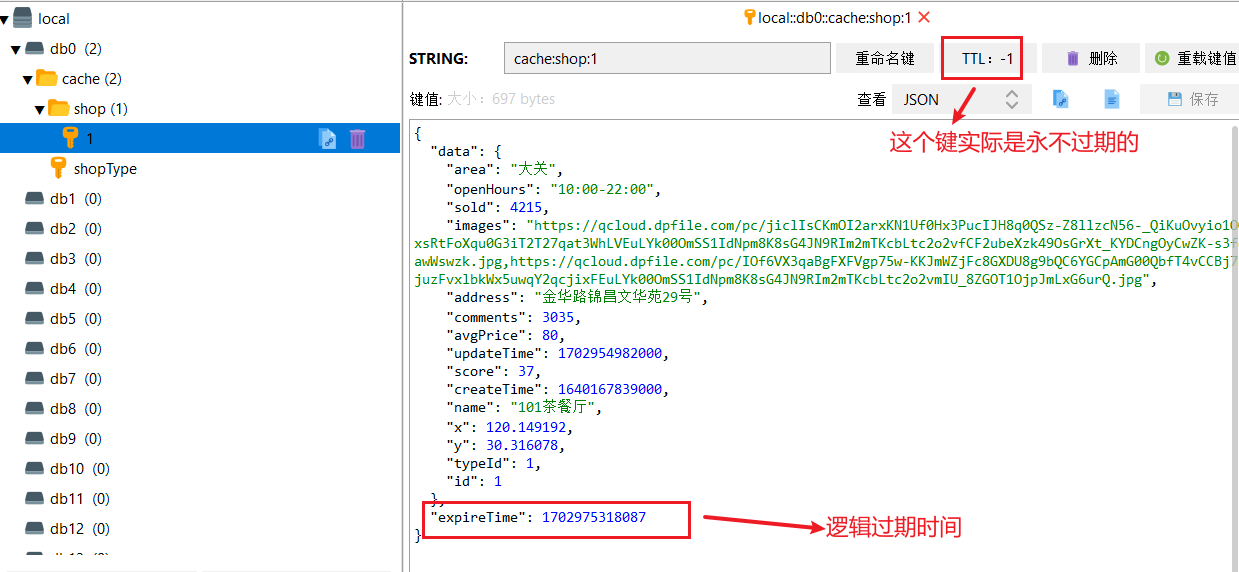 local
db0 (2)
cache (2)
shop (1)
1
shopType
db1 (0)
db2 (0)
db3 (0)
db4 (0)
db5 (0)
db6 (0)
db7 (0)
db8 (0)
db9 (0)
db10 (0)
db11 (0)
db12 (0)
local::db0::cache:shop:1
STRING:
cache:shop:1
重命名键
TTL：-1
删除
重载键值
键值: 大小：697 bytes
查看
JSON
保存
这个键实际是永不过期的
{
"data": {
"area": "大关",
"openHours": "10:00-22:00",
"sold": 4215,
"images": "https://qcloud.dpfile.com/pc/jiclIsCKmOI2arxKN1Uf0Hx3PucIJH8q0QSz-Z8llzcN56-_QiKuOvyio1O
xsRtFoXqu0G3iT2T27qat3WhLVEuLYk00OmSS1IdNpm8K8sG4JN9RIm2mTKcbLtc2o2vfCF2ubeXzk49OsGrXt_KYDCngOyCwZK-s3f
awWswzk.jpg,https://qcloud.dpfile.com/pc/IOf6VX3qaBgFXFVgp75w-KKJmWZjFc8GXDU8g9bQC6YGCpAmG00QbfT4vCCBj7
juzFvxlbkWx5uwqY2qcjixFEuLYk00OmSS1IdNpm8K8sG4JN9RIm2mTKcbLtc2o2vmIU_8ZGOT1OjpJmLxG6urQ.jpg",
"address": "金华路锦昌文华苑29号",
"comments": 3035,
"avgPrice": 80,
"updateTime": 1702954982000,
"score": 37,
"createTime": 1640167839000,
"name": "101茶餐厅",
"x": 120.149192,
"y": 30.316078,
"typeId": 1,
"id": 1
},
"expireTime": 1702975318087
}
逻辑过期时间